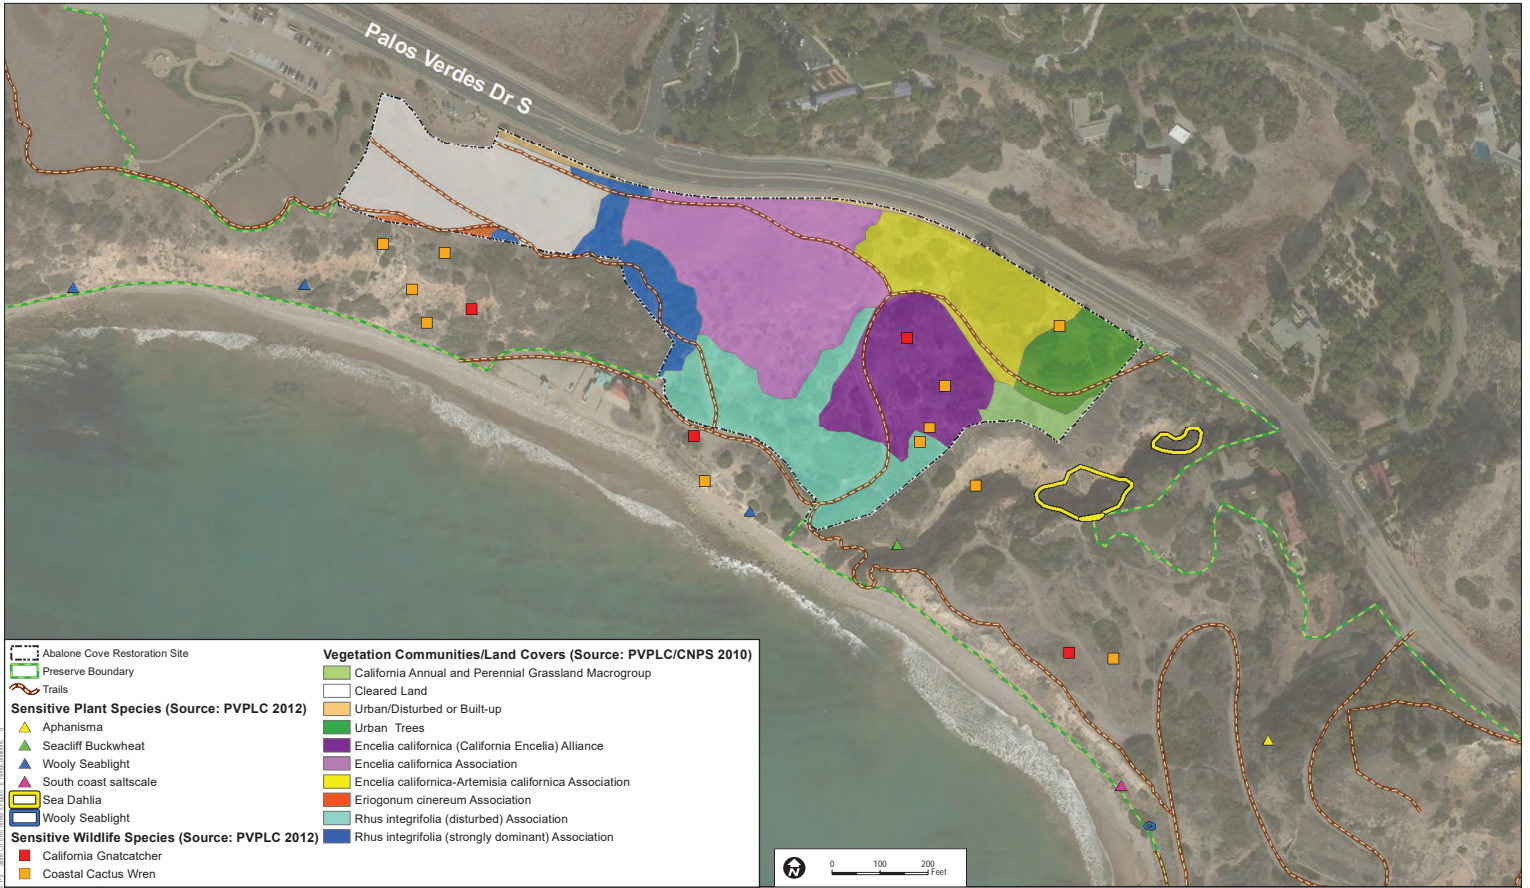 Palos Verdes Dr S
Abalone Cove Restoration Site
Preserve Boundary
Trails
Sensitive Plant Species (Source: PVPLC 2012)
Aphanisma
Seacliff Buckwheat
Wooly Seablight
South coast saltscale
Sea Dahlia
Wooly Seablight
Sensitive Wildlife Species (Source: PVPLC 2012)
California Gnatcatcher
Coastal Cactus Wren
Vegetation Communities/Land Covers (Source: PVPLC/CNPS 2010)
California Annual and Perennial Grassland Macrogroup
Cleared Land
Urban/Disturbed or Built-up
Urban Trees
Encelia californica (California Encelia) Alliance
Encelia californica Association
Encelia californica-Artemisia californica Association
Eriogonum cinereum Association
Rhus integrifolia (disturbed) Association
Rhus integrifolia (strongly dominant) Association
N
0 100 200
Feet